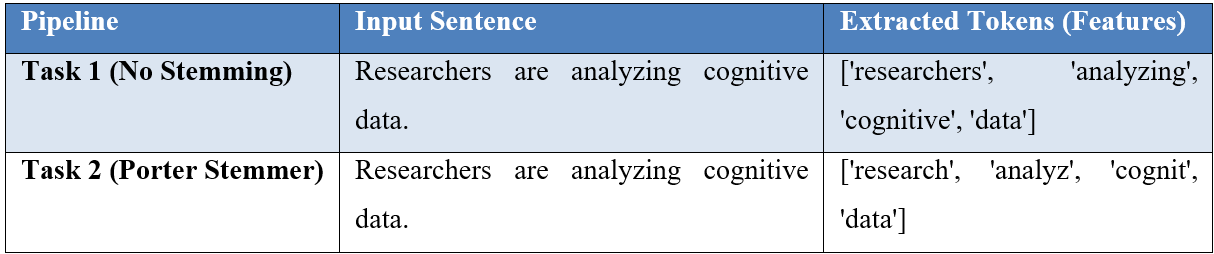 Pipeline Input Sentence Extracted Tokens (Features)
Task 1 (No Stemming) Researchers are analyzing cognitive ['researchers', 'analyzing',
data. 'cognitive', 'data']
Task 2 (Porter Stemmer) Researchers are analyzing cognitive ['research', 'analyz', 'cognit',
data. 'data']